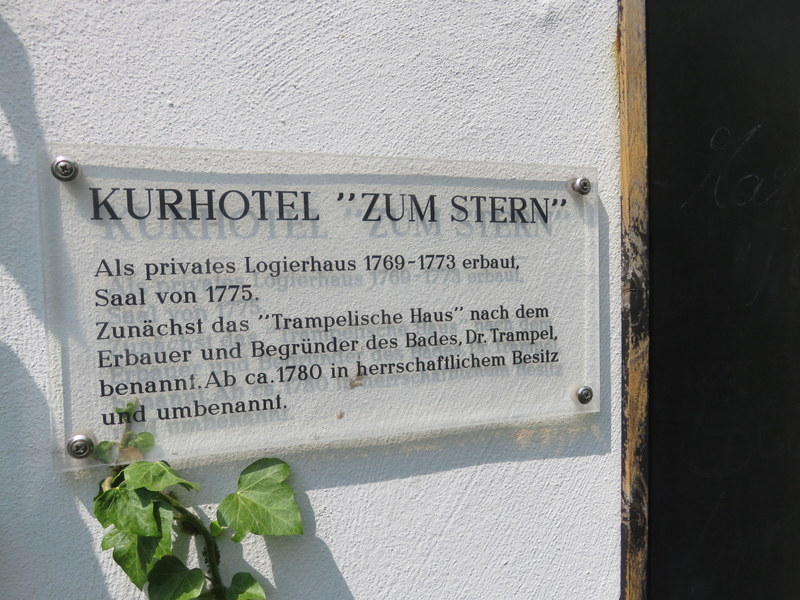 KURHOTEL "ZUM STERN"
Als privates Logierhaus 1769-1773 erbaut,
Saal von 1775.
Zunächst das "Trampelische Haus" nach dem
Erbauer und Begründer des Bades, Dr. Trampel,
benannt. Ab ca. 1780 in herrschaftlichem Besitz
und umbenannt.